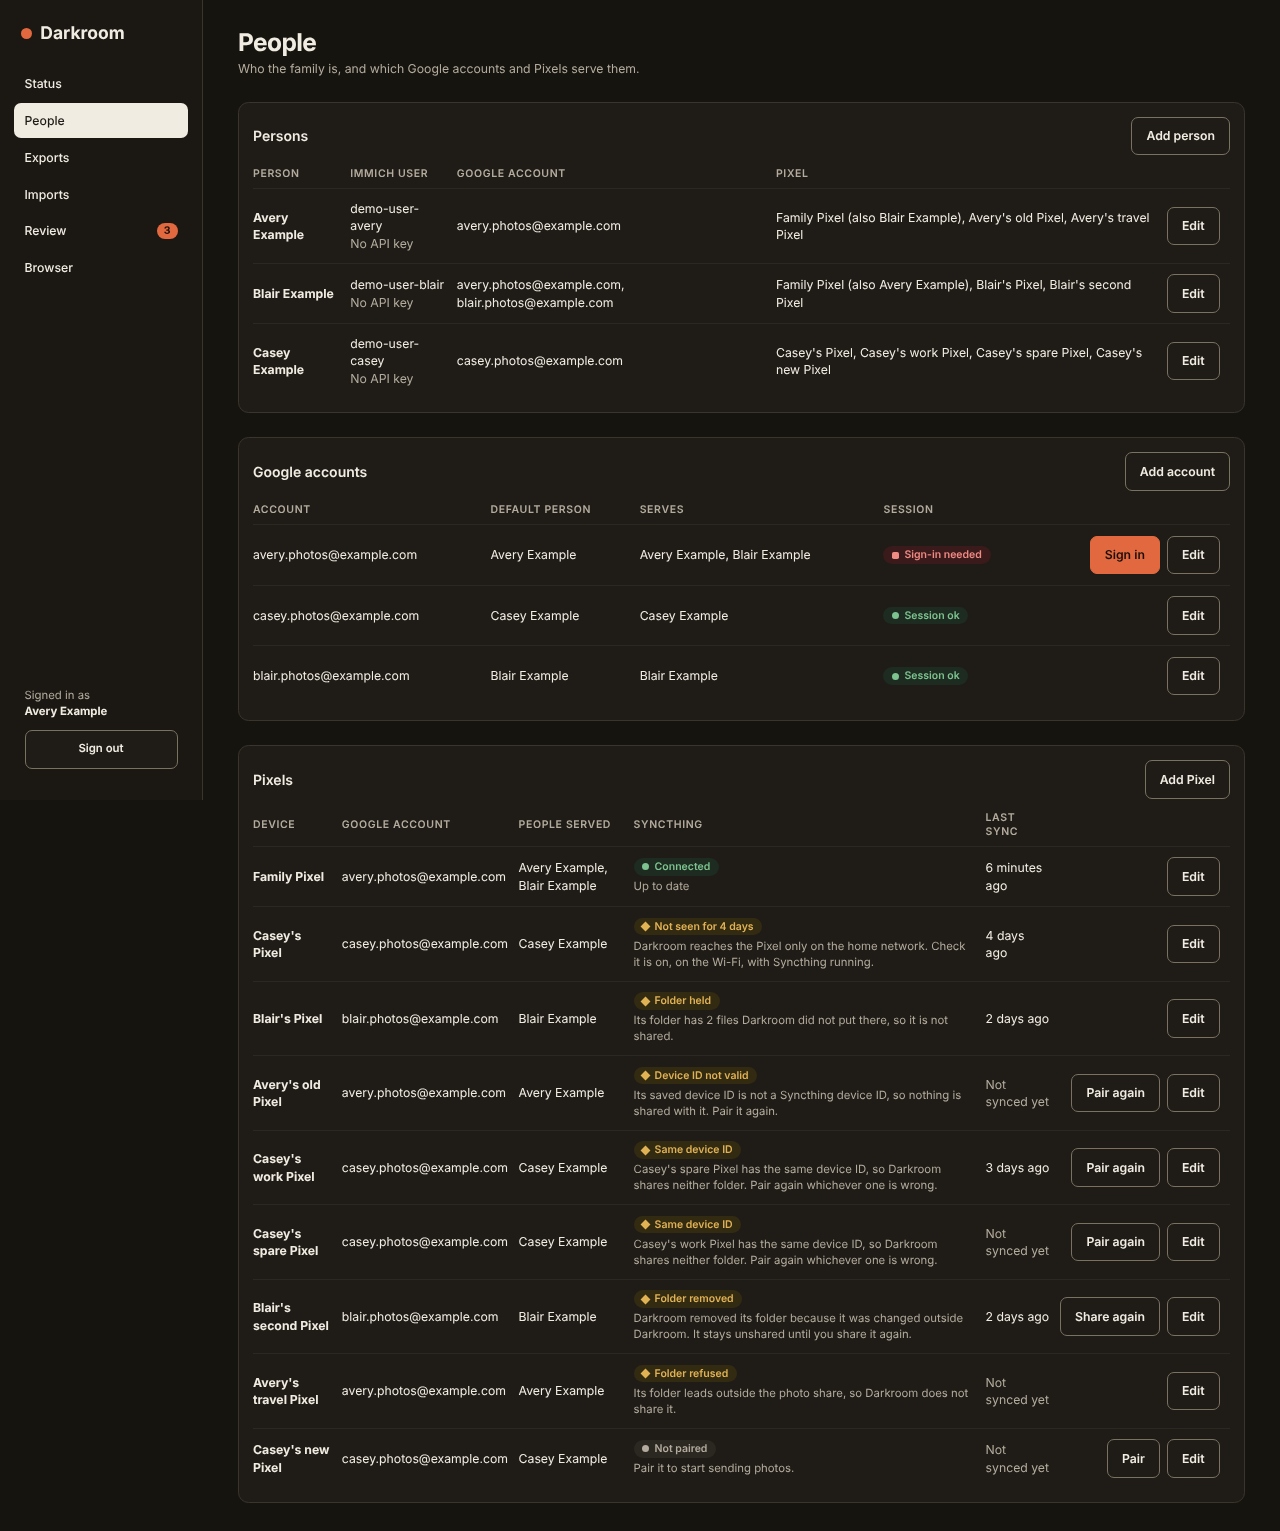 Darkroom
Status
People
Exports
Imports
Review 3
Browser
Signed in as
Avery Example
Sign out
People
Who the family is, and which Google accounts and Pixels serve them.
Persons
Add person
PERSON IMMICH USER GOOGLE ACCOUNT PIXEL
Avery Example
demo-user-avery
No API key
avery.photos@example.com
Family Pixel (also Blair Example), Avery's old Pixel, Avery's travel
Pixel
Edit
Blair Example
demo-user-blair
No API key
avery.photos@example.com,
blair.photos@example.com
Family Pixel (also Avery Example), Blair's Pixel, Blair's second
Pixel
Edit
Casey
Example
demo-user-
casey
No API key
casey.photos@example.com
Casey's Pixel, Casey's work Pixel, Casey's spare Pixel, Casey's
new Pixel
Edit
Google accounts
Add account
ACCOUNT DEFAULT PERSON SERVES SESSION
avery.photos@example.com Avery Example Avery Example, Blair Example Sign-in needed Sign in Edit
casey.photos@example.com Casey Example Casey Example Session ok Edit
blair.photos@example.com Blair Example Blair Example Session ok Edit
Pixels
Add Pixel
DEVICE GOOGLE ACCOUNT PEOPLE SERVED SYNCTHING LAST
SYNC
Family Pixel
avery.photos@example.com
Avery Example,
Blair Example
Connected
Up to date
6 minutes
ago
Edit
Casey's
Pixel
casey.photos@example.com
Casey Example
Not seen for 4 days
Darkroom reaches the Pixel only on the home network. Check
it is on, on the Wi-Fi, with Syncthing running.
4 days
ago
Edit
Blair's Pixel
blair.photos@example.com
Blair Example
Folder held
Its folder has 2 files Darkroom did not put there, so it is not
shared.
2 days ago
Edit
Avery's old
Pixel
avery.photos@example.com
Avery Example
Device ID not valid
Its saved device ID is not a Syncthing device ID, so nothing is
shared with it. Pair it again.
Not
synced yet
Pair again
Edit
Casey's
work Pixel
casey.photos@example.com
Casey Example
Same device ID
Casey's spare Pixel has the same device ID, so Darkroom
shares neither folder. Pair again whichever one is wrong.
3 days ago
Pair again
Edit
Casey's
spare Pixel
casey.photos@example.com
Casey Example
Same device ID
Casey's work Pixel has the same device ID, so Darkroom
shares neither folder. Pair again whichever one is wrong.
Not
synced yet
Pair again
Edit
Blair's
second Pixel
blair.photos@example.com
Blair Example
Folder removed
Darkroom removed its folder because it was changed outside
Darkroom. It stays unshared until you share it again.
2 days ago
Share again
Edit
Avery's
travel Pixel
avery.photos@example.com
Avery Example
Folder refused
Its folder leads outside the photo share, so Darkroom does not
share it.
Not
synced yet
Edit
Casey's new
Pixel
casey.photos@example.com
Casey Example
Not paired
Pair it to start sending photos.
Not
synced yet
Pair
Edit